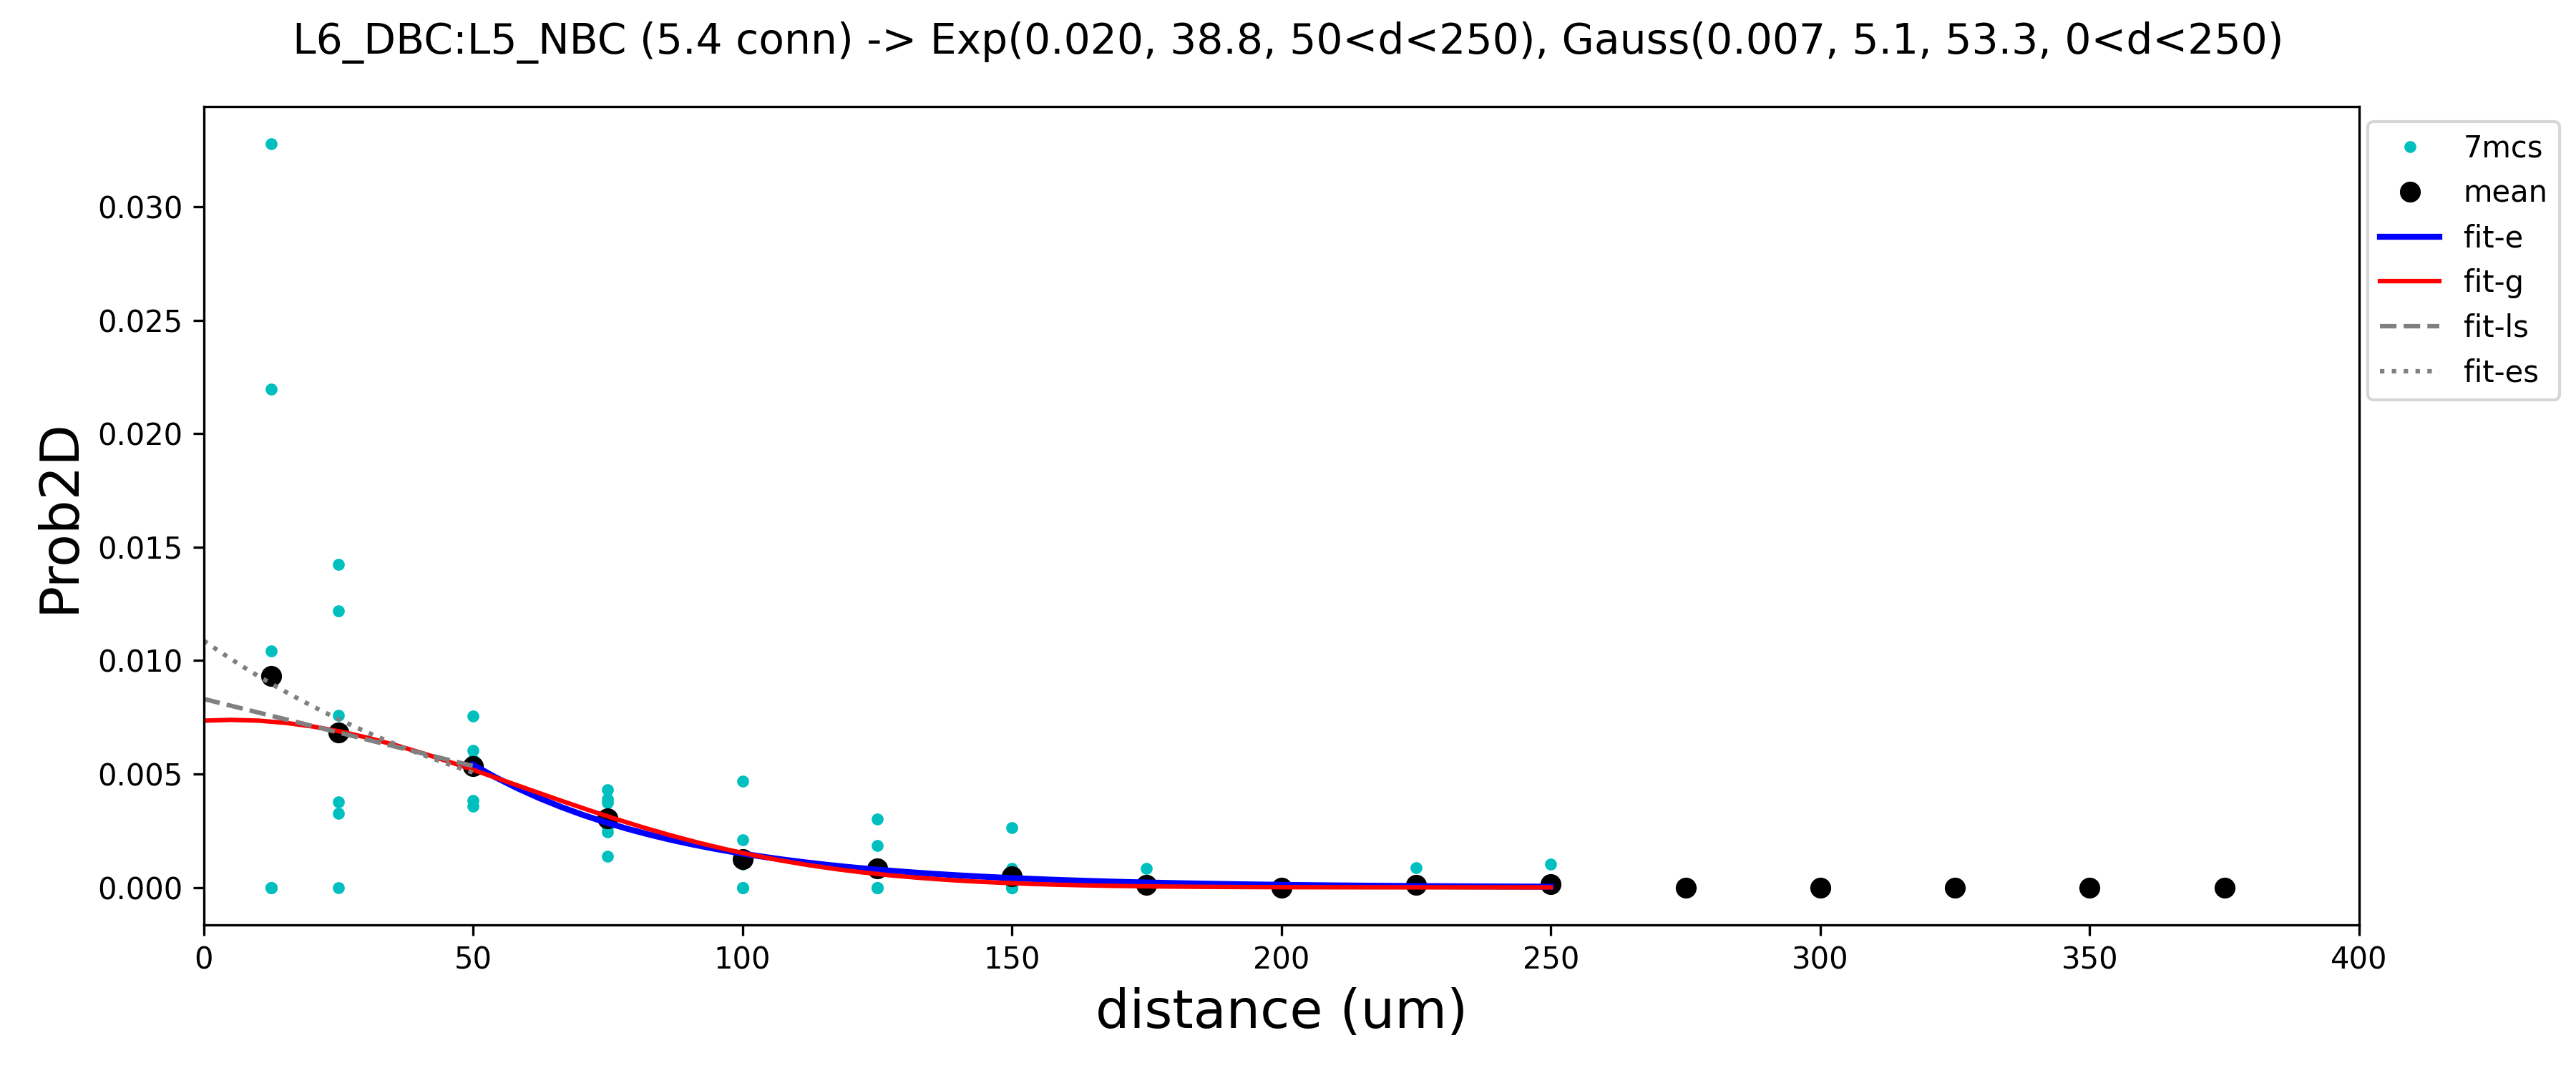 L6_DBC:L5_NBC (5.4 conn) -> Exp(0.020, 38.8, 50<d<250), Gauss(0.007, 5.1, 53.3, 0<d<250)
0.030
0.025
0.020
0.015
0.010
0.005
0.000
Prob2D
0 50 100 150 200 250 300 350 400
distance (um)
7mcs
mean
fit-e
fit-g
fit-ls
fit-es